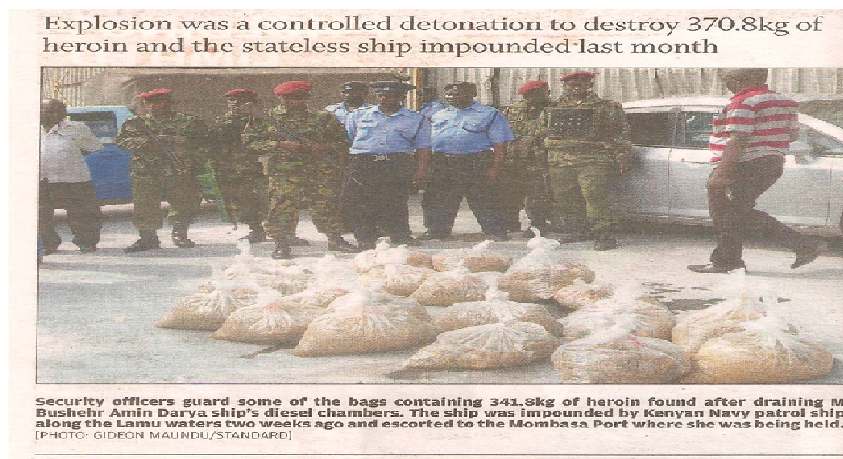 Explosion was a controlled detonation to destroy 370.8kg of
heroin and the stateless ship impounded last month
Security officers guard some of the bags containing 341.8kg of heroin found after draining M
Bushehr Amin Darya ship's diesel chambers. The ship was impounded by Kenyan Navy patrol ship
along the Lamu waters two weeks ago and escorted to the Mombasa Port where she was being held.
[PHOTO: GIDEON MAUNDU/STANDARD]